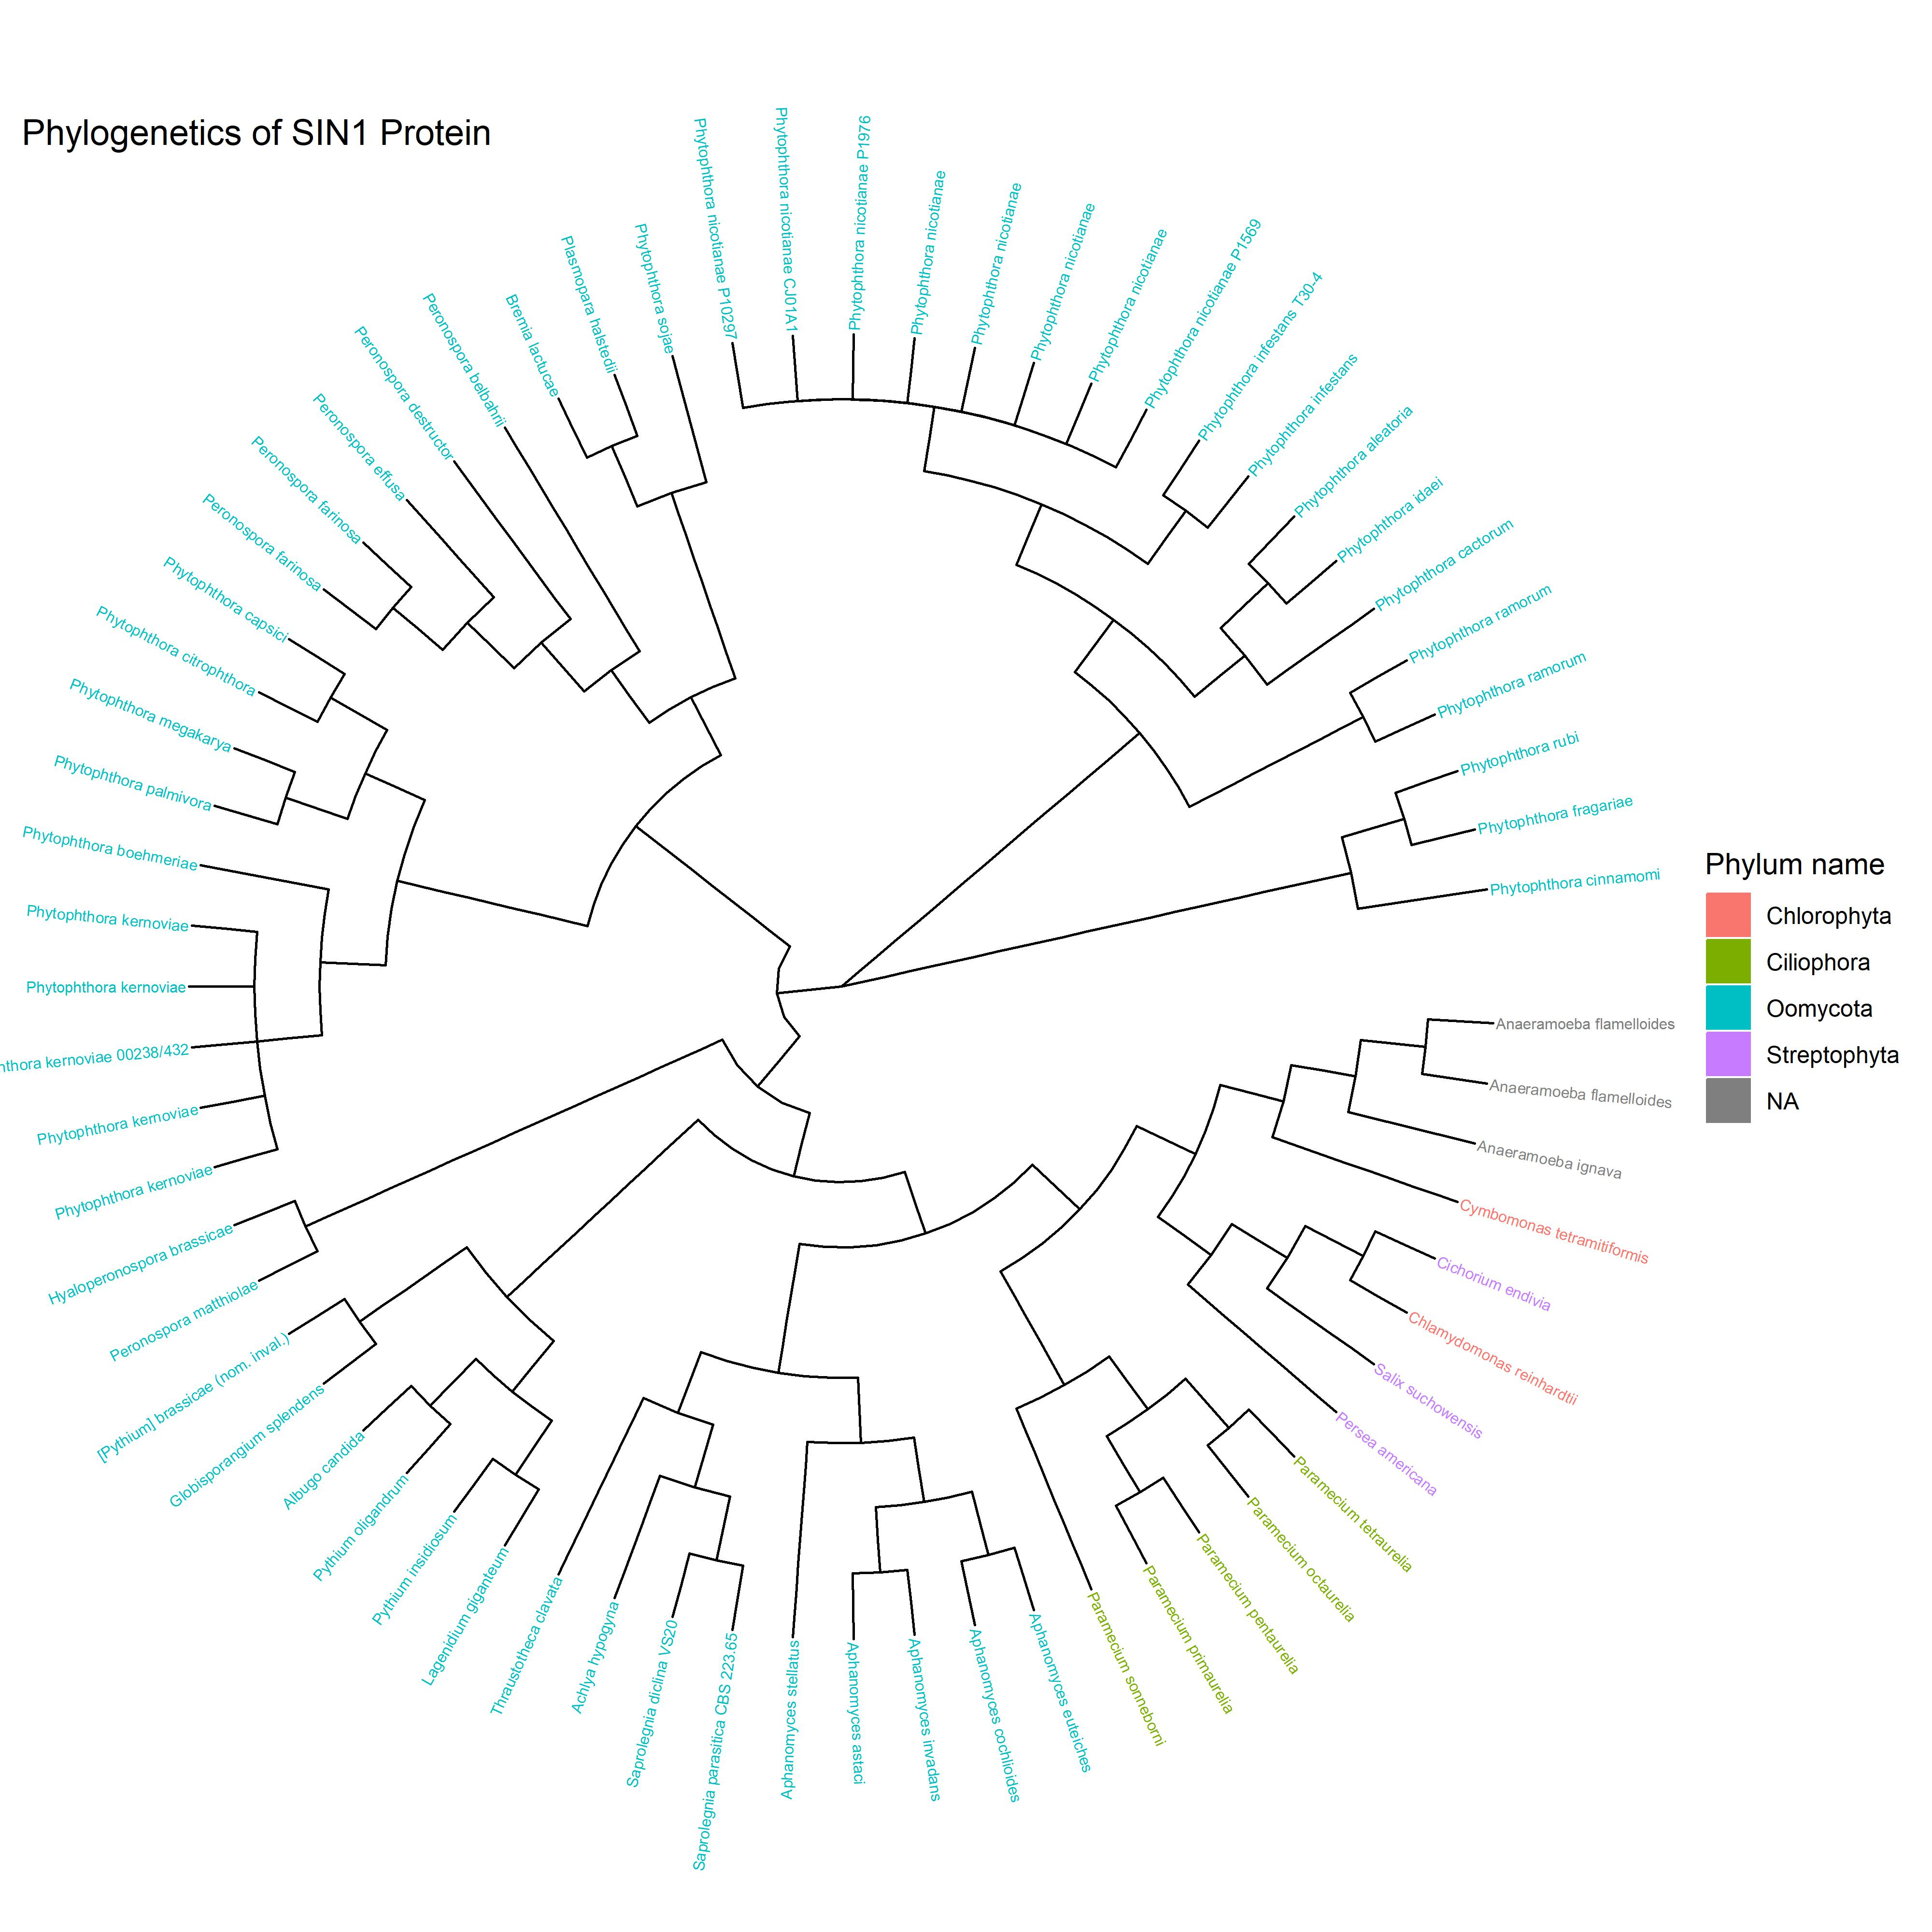 Phylogenetics of SIN1 Protein
Phytophthora nicotianae P10297
Phytophthora nicotianae CJ01A1
Phytophthora nicotianae P1976
Phytophthora nicotianae
Phytophthora nicotianae
Phytophthora nicotianae
Phytophthora nicotianae
Phytophthora nicotianae P1569
Phytophthora infestans T30-4
Phytophthora infestans
Phytophthora aleatoria
Phytophthora idaei
Phytophthora cactorum
Phytophthora ramorum
Phytophthora ramorum
Phytophthora rubi
Phytophthora fragariae
Phytophthora cinnamomi
Anaeramoeba flamelloides
Anaeramoeba flamelloides
Anaeramoeba ignava
Cymbomonas tetramitiformis
Cichorium endivia
Chlamydomonas reinhardtii
Salix suchowensis
Persea americana
Paramecium tetraurelia
Paramecium octaurelia
Paramecium pentaurelia
Paramecium primaurelia
Paramecium sonneborni
Aphanomyces euteiches
Aphanomyces cochlioides
Aphanomyces invadans
Aphanomyces astaci
Aphanomyces stellatus
Saprolegnia parasitica CBS 223.65
Saprolegnia diclina VS20
Achlya hypogyna
Thraustotheca clavata
Lagenidium giganteum
Pythium insidiosum
Pythium oligandrum
Albugo candida
Globisporangium splendens
[Pythium] brassicae (nom. inval.)
Peronospora matthiolae
Hyaloperonospora brassicae
Phytophthora kernoviae
Phytophthora kernoviae
hthora kernoviae 00238/432
Phytophthora kernoviae
Phytophthora kernoviae
Phytophthora boehmeriae
Phytophthora palmivora
Phytophthora megakarya
Phytophthora citrophthora
Phytophthora capsici
Peronospora farinosa
Peronospora farinosa
Peronospora effusa
Peronospora destructor
Peronospora belbahrii
Bremia lactucae
Plasmopara halstedii
Phytophthora sojae
Phylum name
Chlorophyta
Ciliophora
Oomycota
Streptophyta
NA